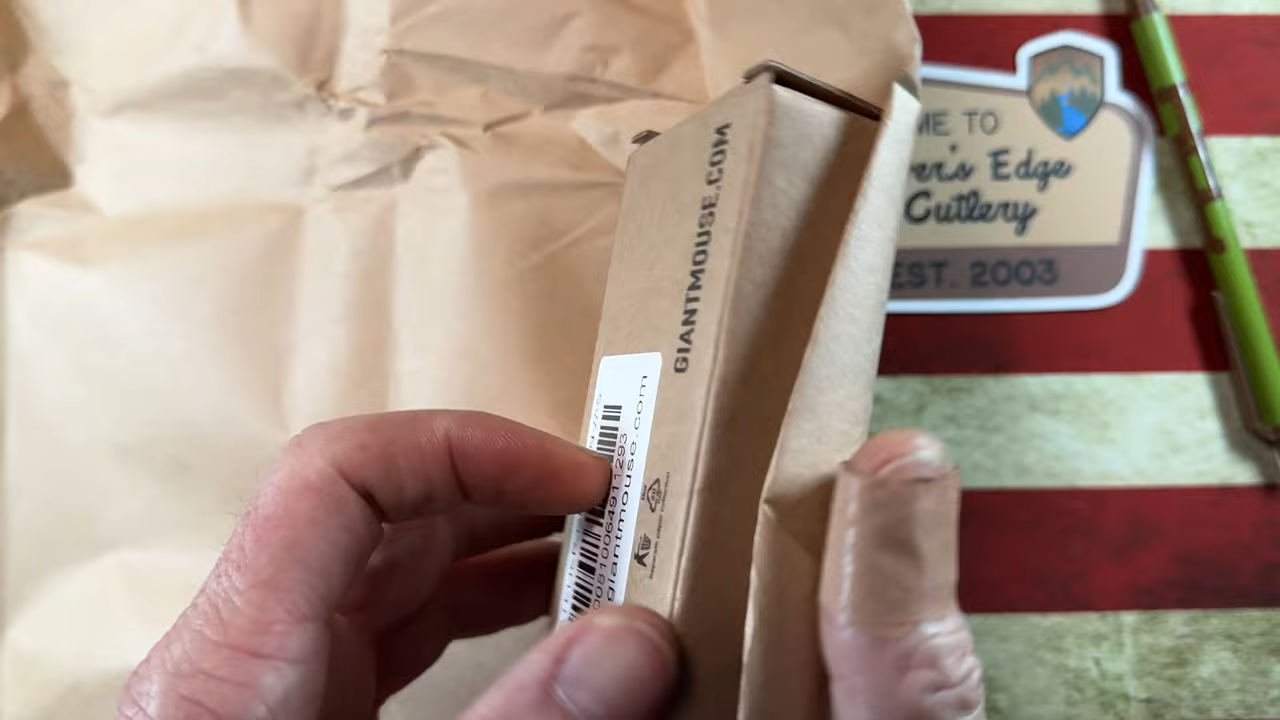 GIANTMOUSE.COM
giantmouse.com
ME TO
er's Edge
Cutlery
EST. 2003